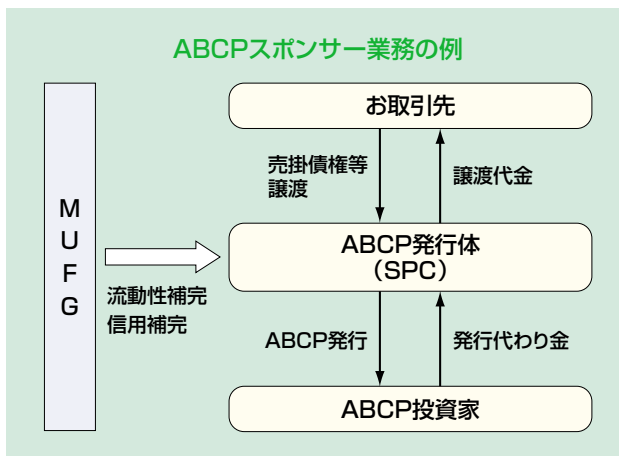 ABCPスポンサー業務の例
お取引先
売掛債権等
譲渡
譲渡代金
MUFG
流動性補完
信用補完
ABCP発行体
（SPC）
ABCP発行
発行代わり金
ABCP投資家